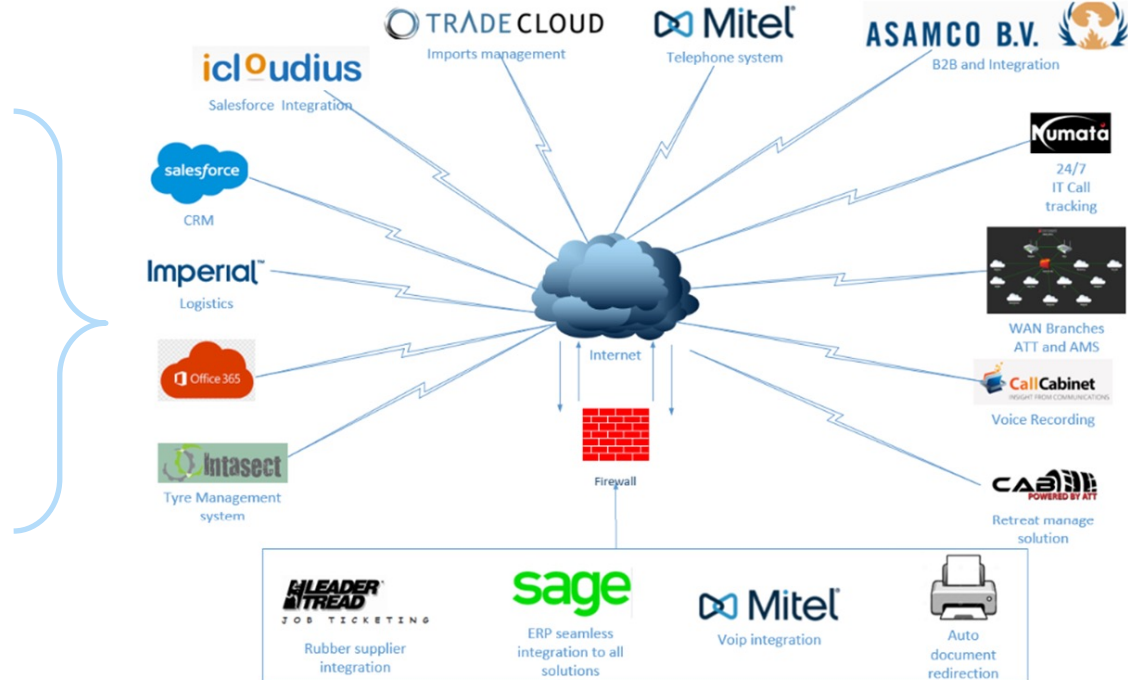 TRADECLOUD
Imports management
Mitel
Telephone system
ASAMCO B.V.
B2B and Integration
icloudius
Salesforce Integration
Numata
24/7
IT Call
tracking
salesforce
CRM
Imperial™
Logistics
WAN Branches
ATT and AMS
Internet
Office 365
CallCabinet
INSIGHT FROM COMMUNICATIONS
Voice Recording
Intasect
Tyre Management
system
Firewall
CAB
POWERED BY ATT
Retreat manage
solution
LEADER
TREAD
JOB TICKETING
Rubber supplier
integration
sage
ERP seamless
integration to all
solutions
Mitel
Voip integration
Auto
document
redirection